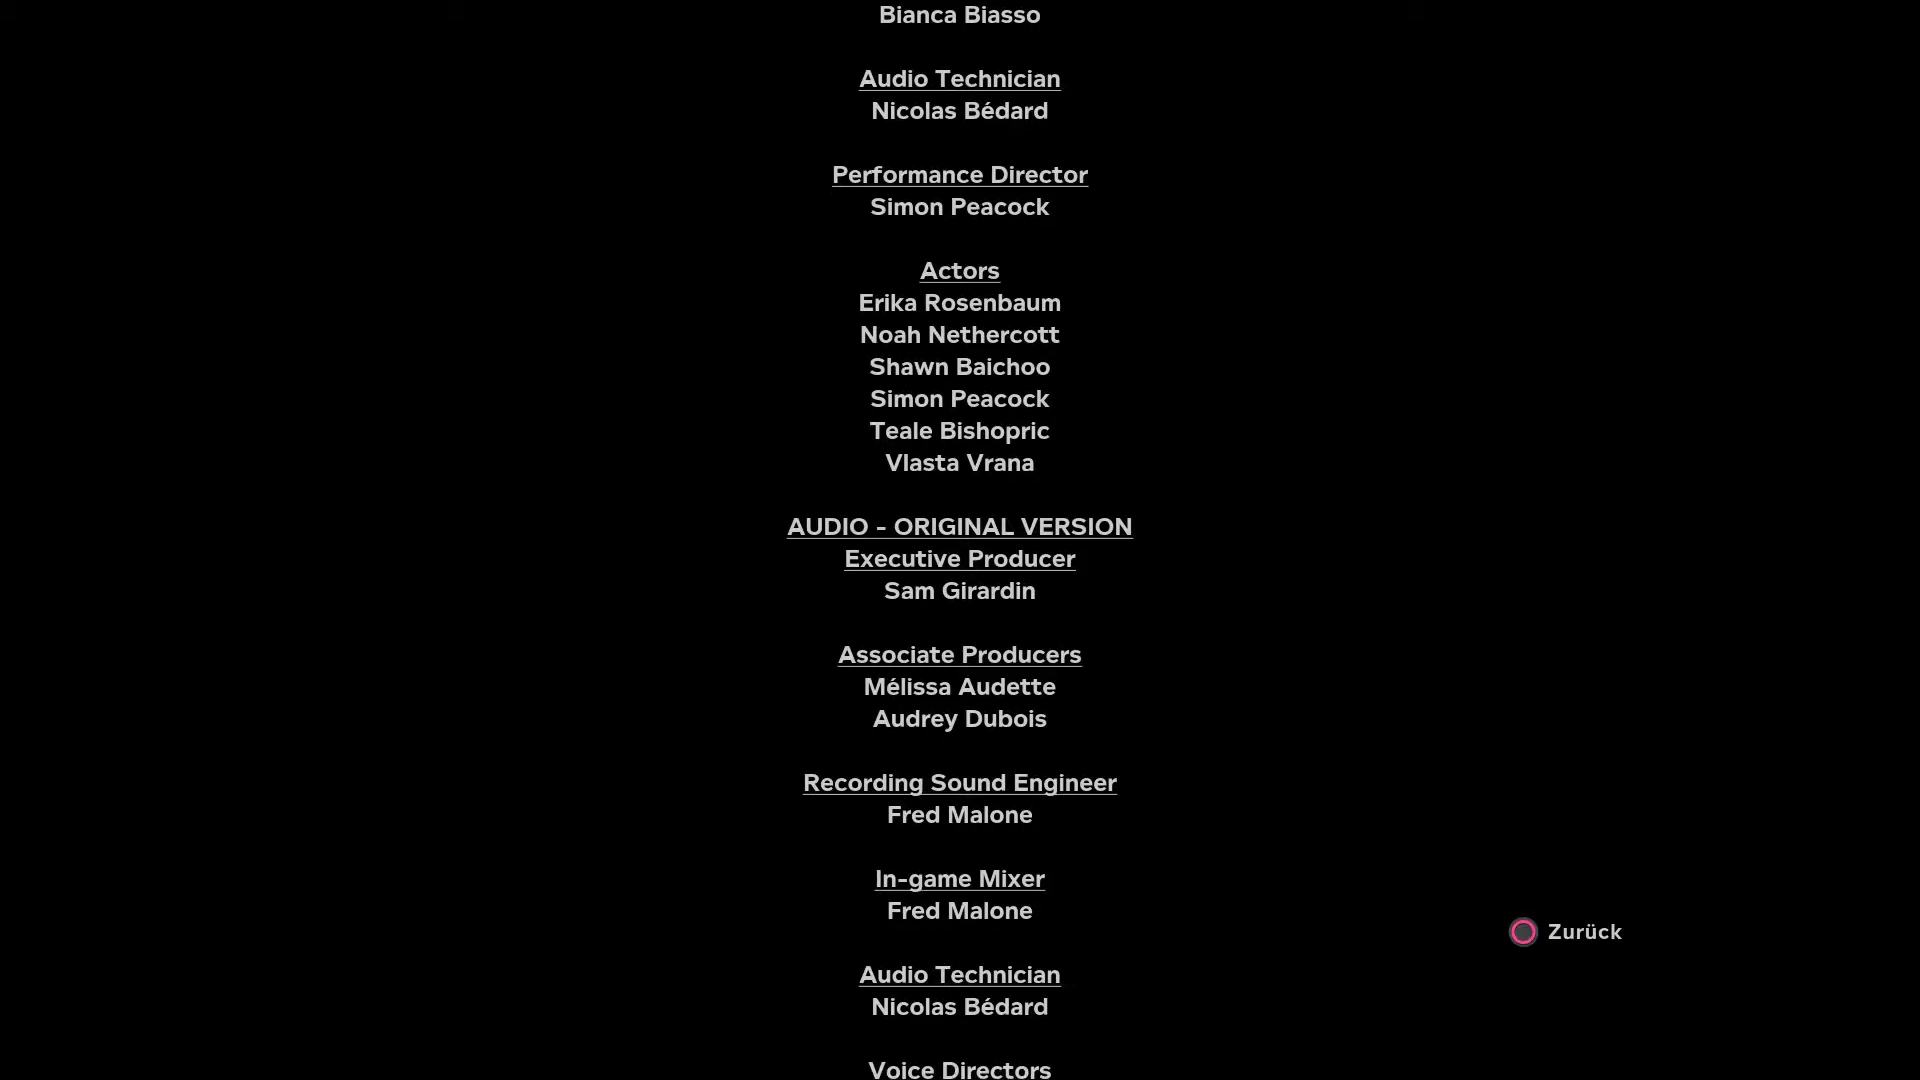 Bianca Biasso
Audio Technician
Nicolas Bédard
Performance Director
Simon Peacock
Actors
Erika Rosenbaum
Noah Nethercott
Shawn Baichoo
Simon Peacock
Teale Bishopric
Vlasta Vrana
AUDIO - ORIGINAL VERSION
Executive Producer
Sam Girardin
Associate Producers
Mélissa Audette
Audrey Dubois
Recording Sound Engineer
Fred Malone
In-game Mixer
Fred Malone
Zurück
Audio Technician
Nicolas Bédard
Voice Directors